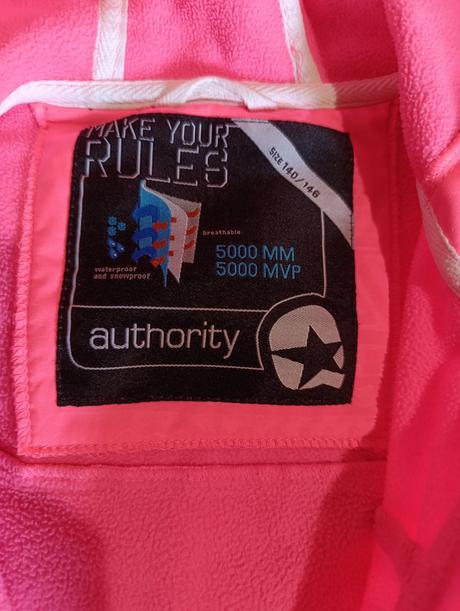 MAKE YOUR
RULES
SIZE 140/146
breathable
5000 MM
5000 MVP
waterproof
and snowproof
authority